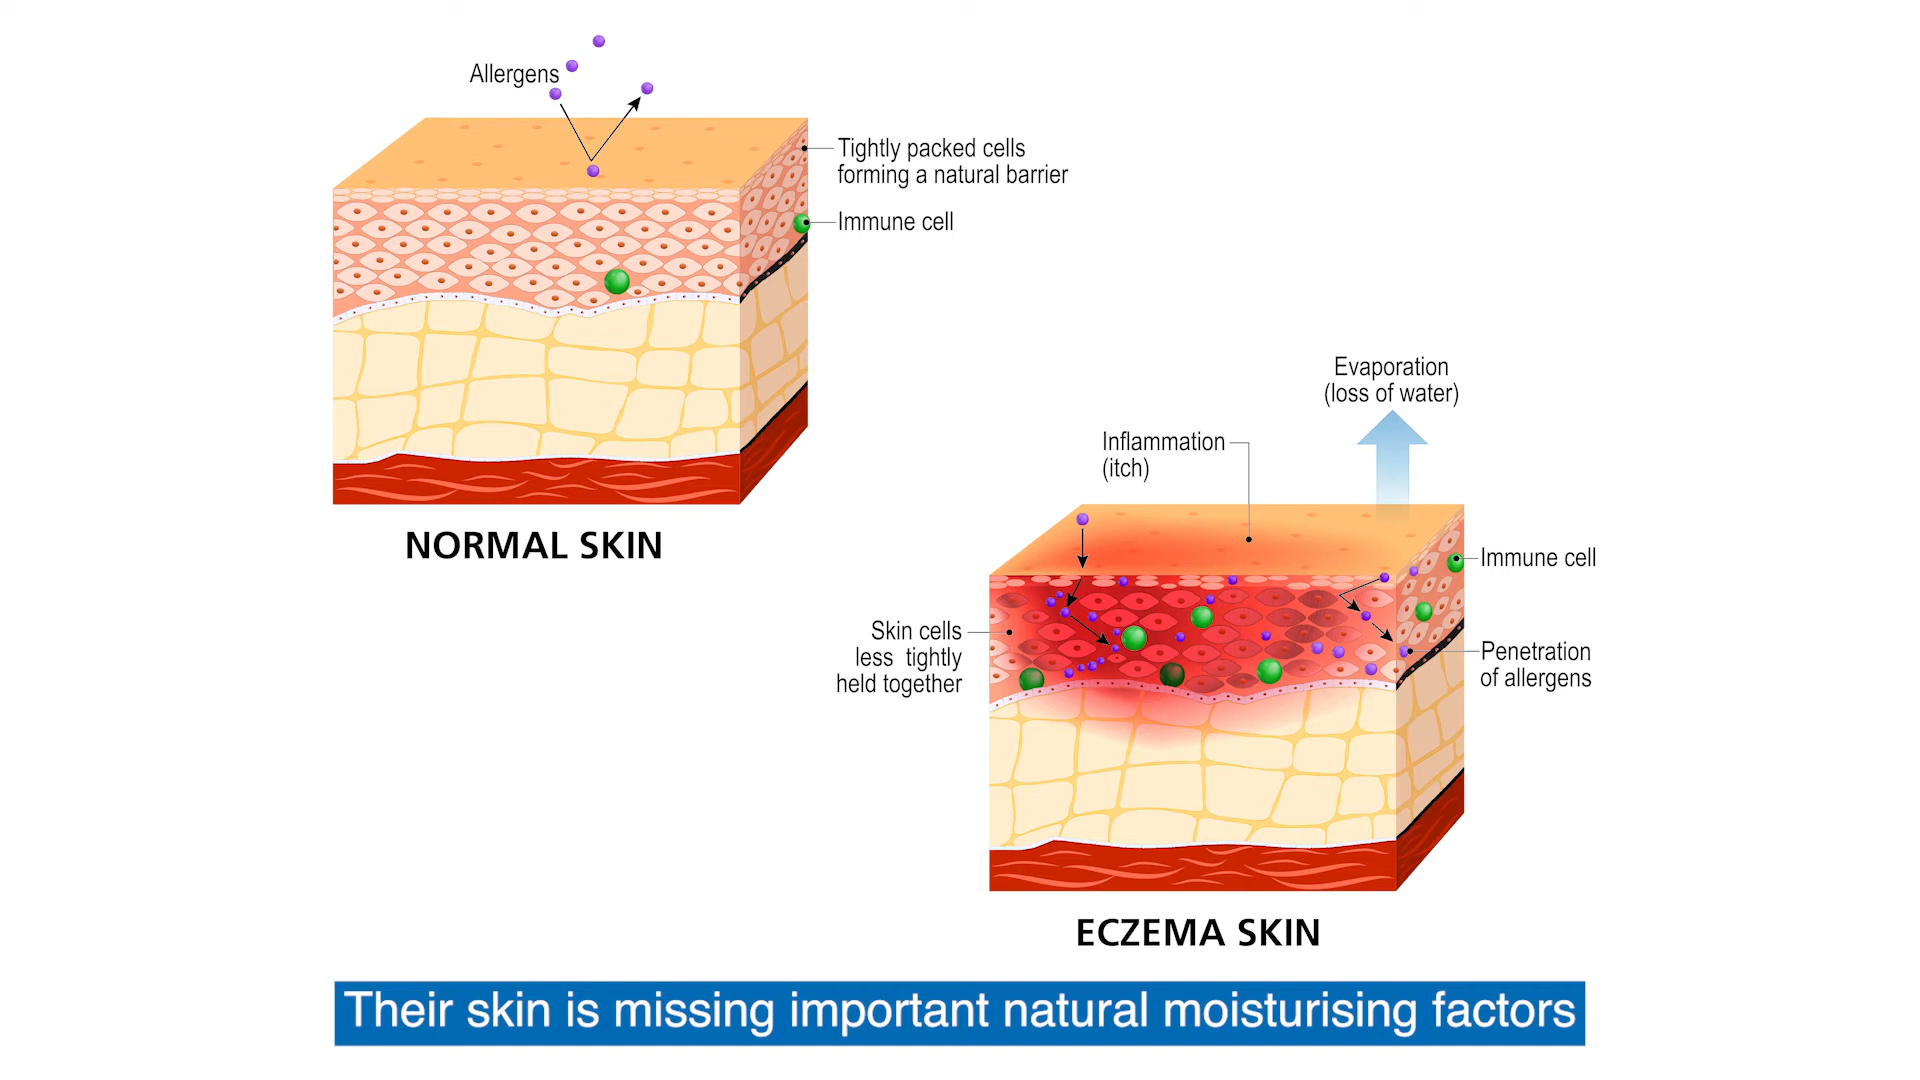 Allergens
Tightly packed cells
forming a natural barrier
Immune cell
NORMAL SKIN
Evaporation
(loss of water)
Inflammation
(itch)
Immune cell
Skin cells
less tightly
held together
Penetration
of allergens
ECZEMA SKIN
Their skin is missing important natural moisturising factors